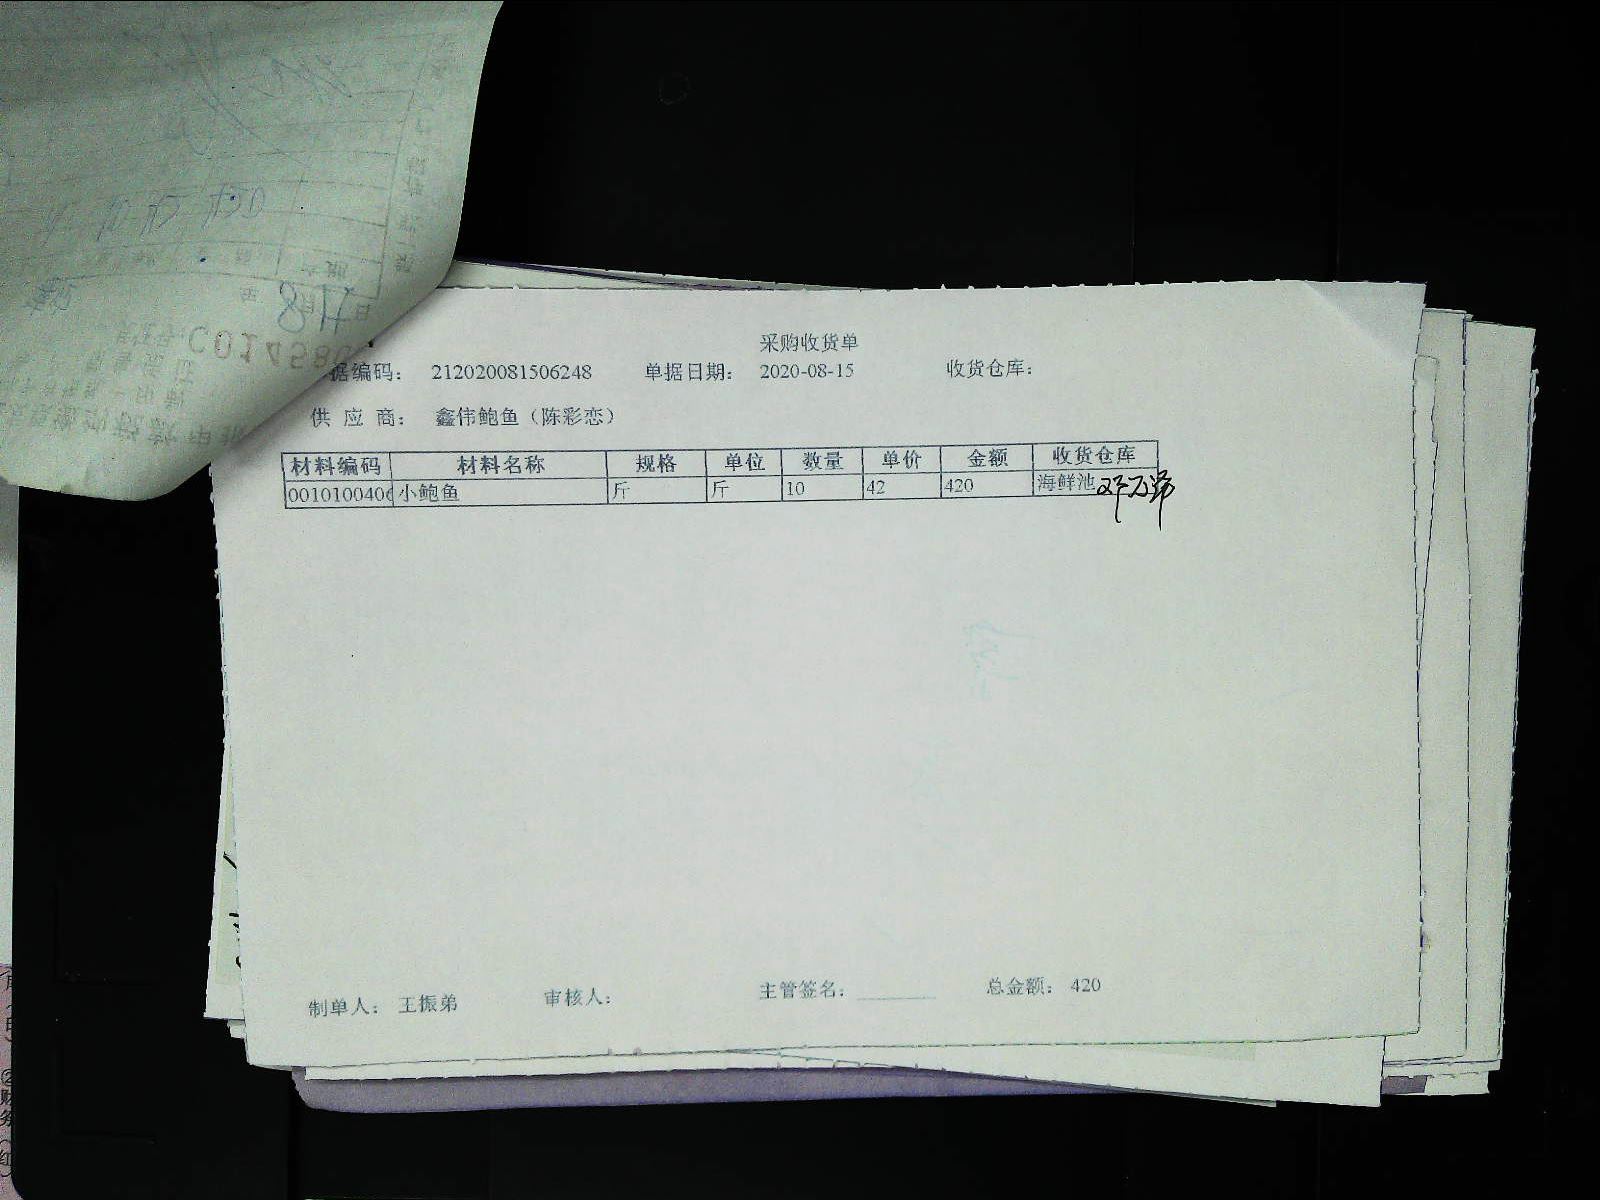 采购收货单
据编码： 212020081506248 单据日期： 2020-08-15 收货仓库：
供 应 商： 鑫伟鲍鱼（陈彩恋）
材料编码 材料名称 规格 单位 数量 单价 金额 收货仓库
0010100406 小鲍鱼 斤 斤 10 42 420 海鲜池
制单人： 王振弟 审核人： 主管签名： 总金额： 420